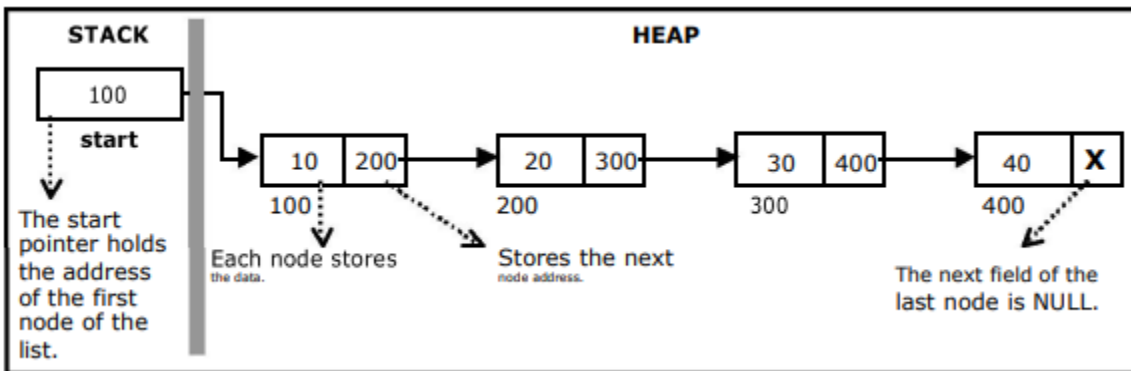 STACK
HEAP
100
start
10 200
20 300
30 400
40 X
100
200
300
400
The start
pointer holds
the address
of the first
node of the
list.
Each node stores
the data.
Stores the next
node address.
The next field of the
last node is NULL.